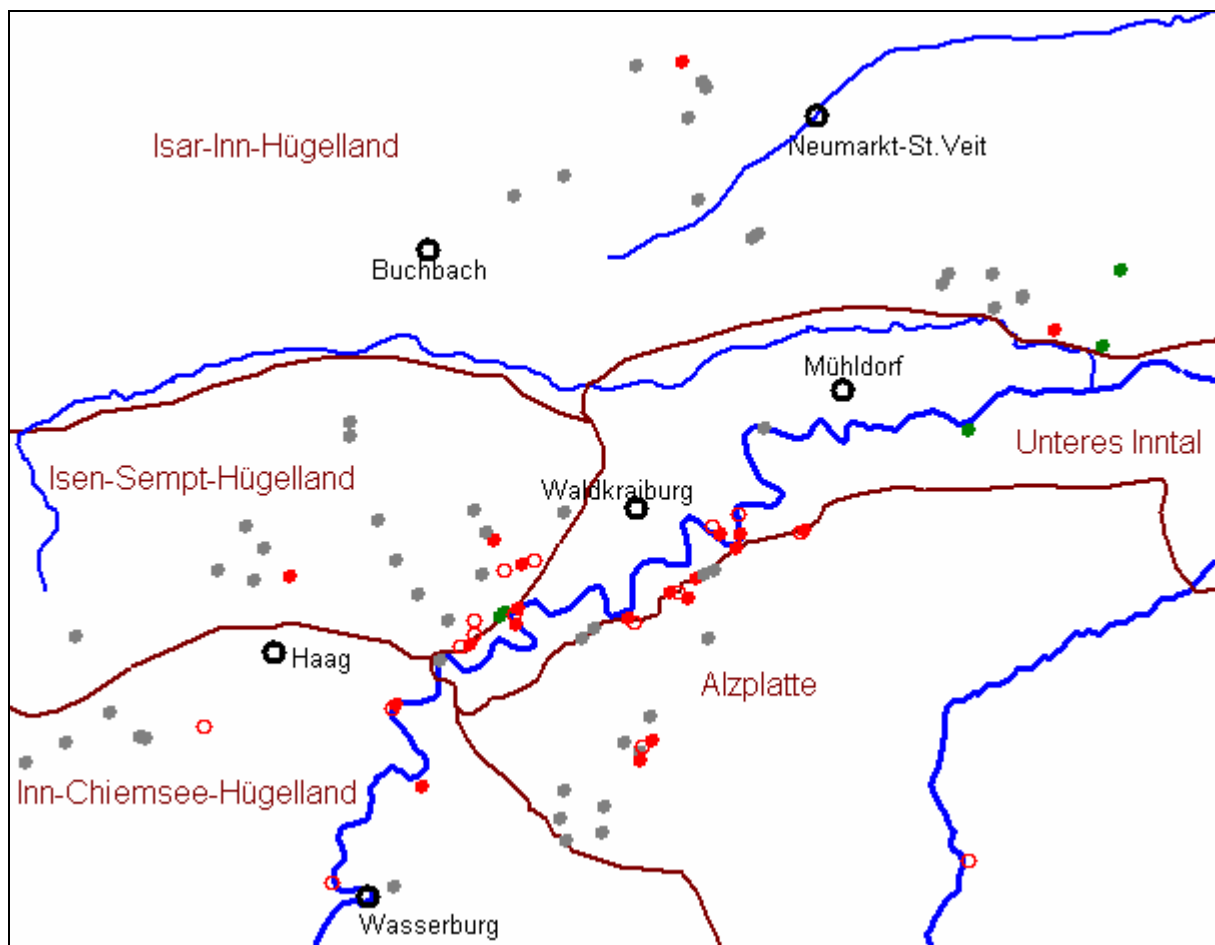 Isar-Inn-Hügelland
Neumarkt-St.Veit
Buchbach
Mühldorf
Unteres Inntal
Isen-Sempt-Hügelland
Waldkraiburg
Haag
Alzplatte
Inn-Chiemsee-Hügelland
Wasserburg